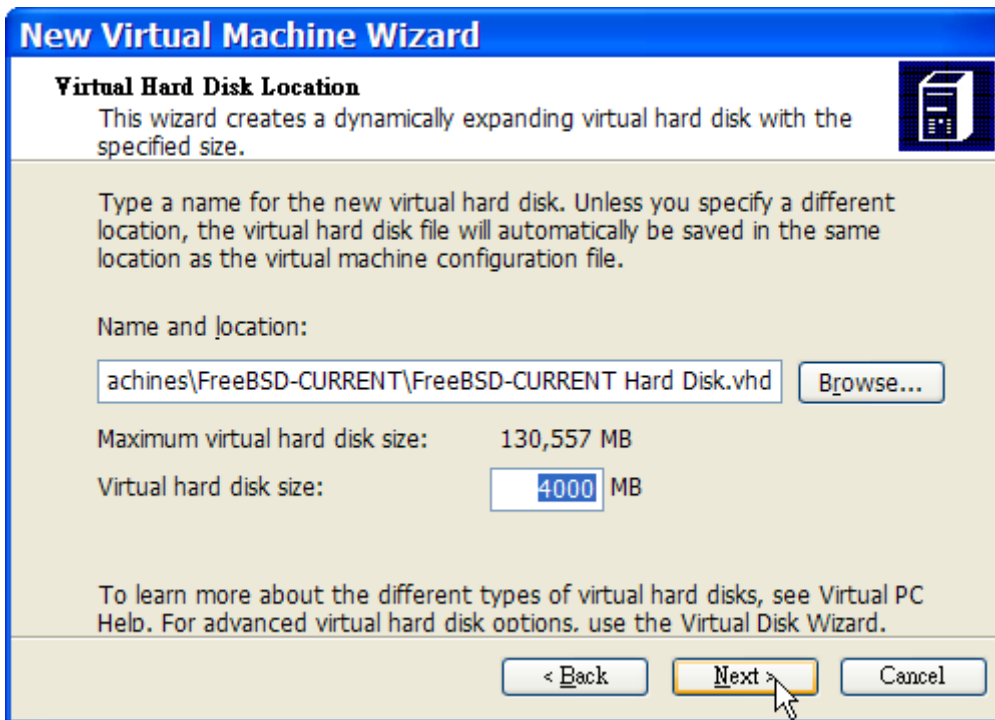 New Virtual Machine Wizard
Virtual Hard Disk Location
This wizard creates a dynamically expanding virtual hard disk with the
specified size.
Type a name for the new virtual hard disk. Unless you specify a different
location, the virtual hard disk file will automatically be saved in the same
location as the virtual machine configuration file.
Name and location:
achines\FreeBSD-CURRENT\FreeBSD-CURRENT Hard Disk.vhd Browse...
Maximum virtual hard disk size: 130,557 MB
Virtual hard disk size: 4000 MB
To learn more about the different types of virtual hard disks, see Virtual PC
Help. For advanced virtual hard disk options, use the Virtual Disk Wizard.
< Back Next > Cancel